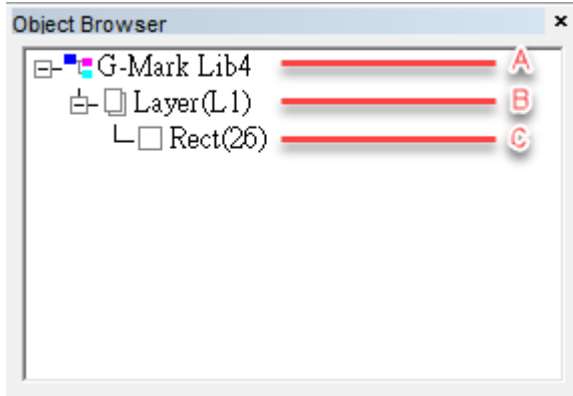 Object Browser
G-Mark Lib4 A
Layer(L1) B
Rect(26) C